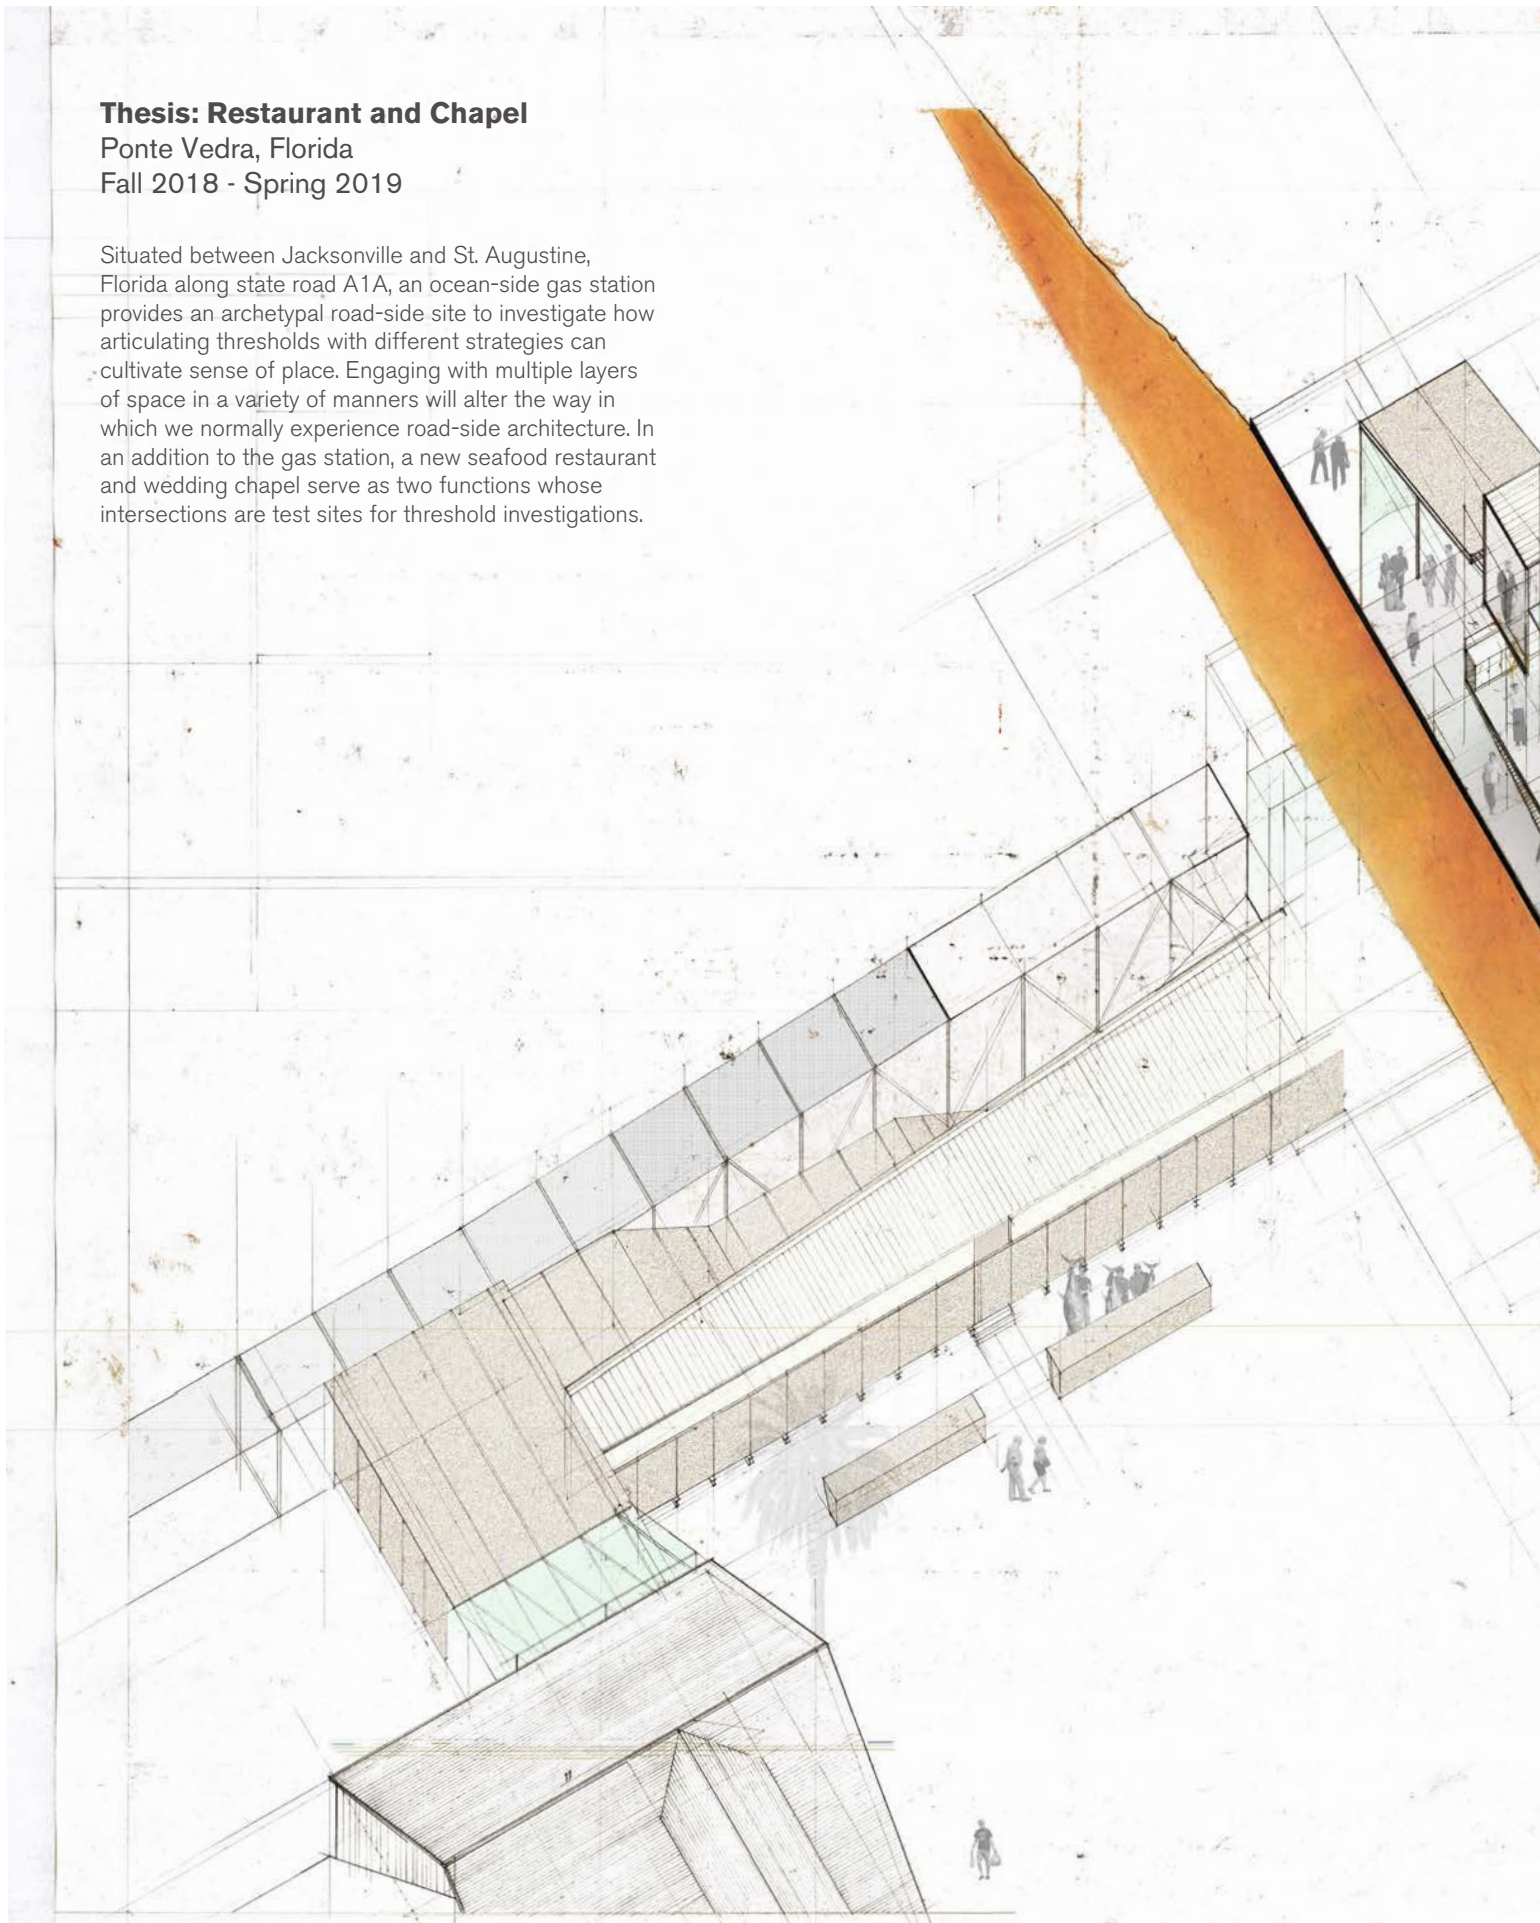 Thesis: Restaurant and Chapel
Ponte Vedra, Florida
Fall 2018 - Spring 2019
Situated between Jacksonville and St. Augustine,
Florida along state road A1A, an ocean-side gas station
provides an archetypal road-side site to investigate how
articulating thresholds with different strategies can
cultivate sense of place. Engaging with multiple layers
of space in a variety of manners will alter the way in
which we normally experience road-side architecture. In
an addition to the gas station, a new seafood restaurant
and wedding chapel serve as two functions whose
intersections are test sites for threshold investigations.